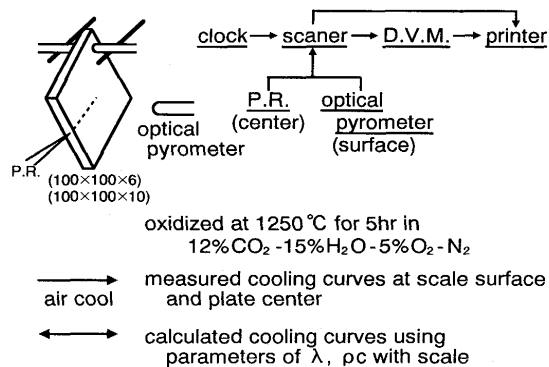 clock → scaner → D.V.M. → printer
P.R.
(center)
optical
pyrometer
(surface)
optical
pyrometer
P.R.
(100×100×6)
(100×100×10)
oxidized at 1250℃ for 5hr in
12%CO₂-15%H₂O-5%O₂-N₂
measured cooling curves at scale surface
air cool
and plate center
calculated cooling curves using
parameters of λ, ρc with scale